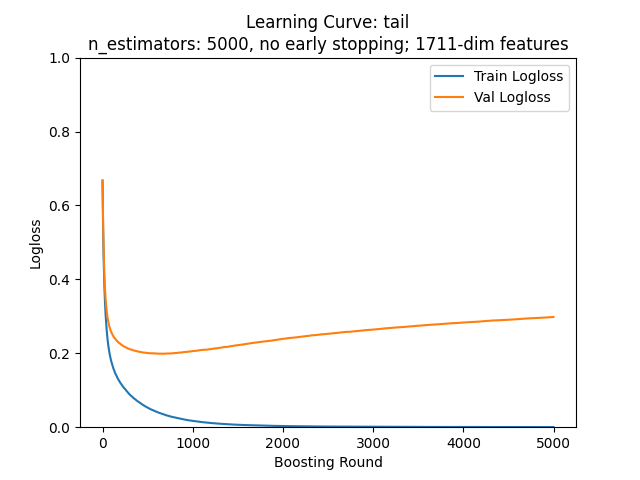 Learning Curve: tail
n_estimators: 5000, no early stopping; 1711-dim features
Train Logloss
Val Logloss
1.0
0.8
0.6
0.4
0.2
0.0
Logloss
0
1000
2000
3000
4000
5000
Boosting Round